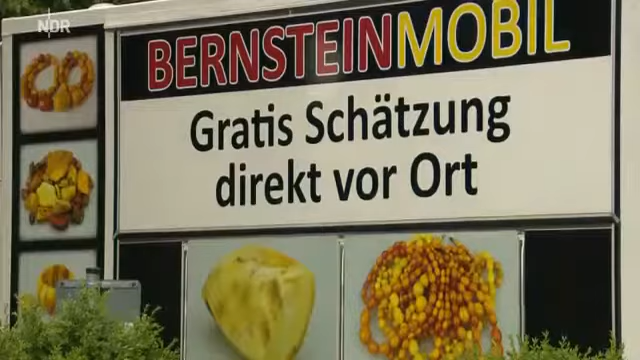 NDR
BERNSTEINMOBIL
Gratis Schätzung
direkt vor Ort